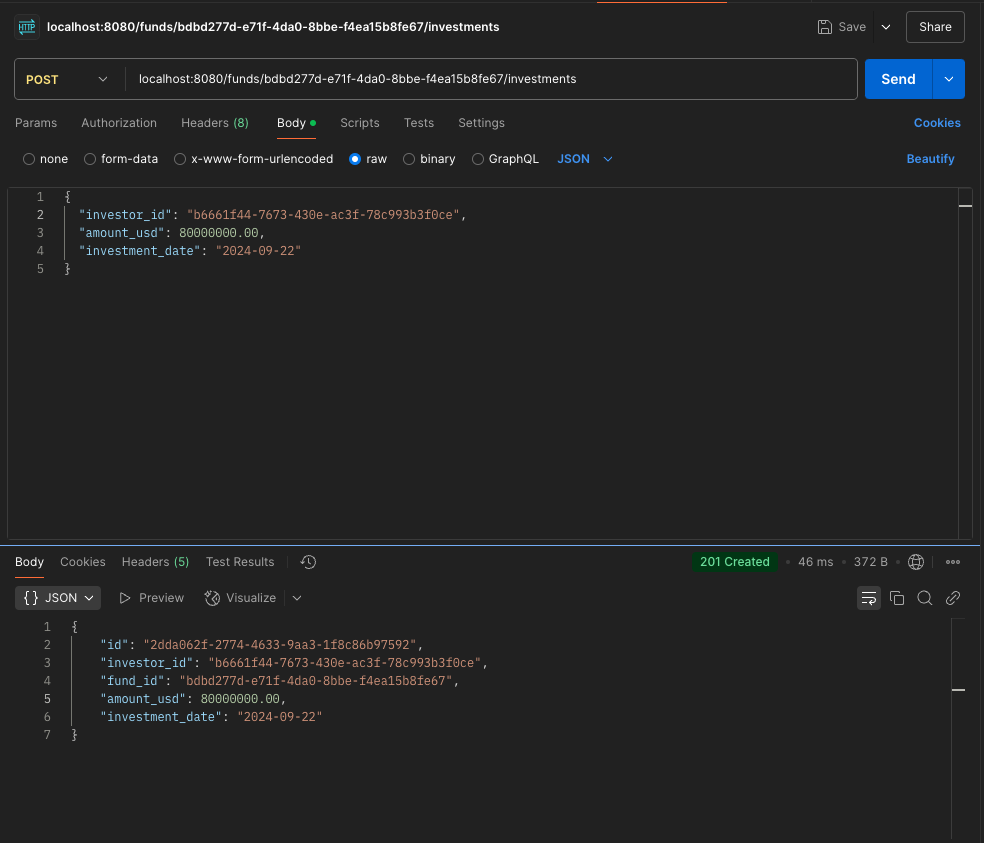 HTTP localhost:8080/funds/bdbd277d-e71f-4da0-8bbe-f4ea15b8fe67/investments Save Share
POST localhost:8080/funds/bdbd277d-e71f-4da0-8bbe-f4ea15b8fe67/investments Send
Params Authorization Headers (8) Body Scripts Tests Settings Cookies
none form-data x-www-form-urlencoded raw binary GraphQL JSON Beautify
1 {
2 "investor_id": "b6661f44-7673-430e-ac3f-78c993b3f0ce",
3 "amount_usd": 80000000.00,
4 "investment_date": "2024-09-22"
5 }
Body Cookies Headers (5) Test Results 201 Created • 46 ms • 372 B •
{} JSON Preview Visualize
1 {
2 "id": "2dda062f-2774-4633-9aa3-1f8c86b97592",
3 "investor_id": "b6661f44-7673-430e-ac3f-78c993b3f0ce",
4 "fund_id": "bdbd277d-e71f-4da0-8bbe-f4ea15b8fe67",
5 "amount_usd": 80000000.00,
6 "investment_date": "2024-09-22"
7 }